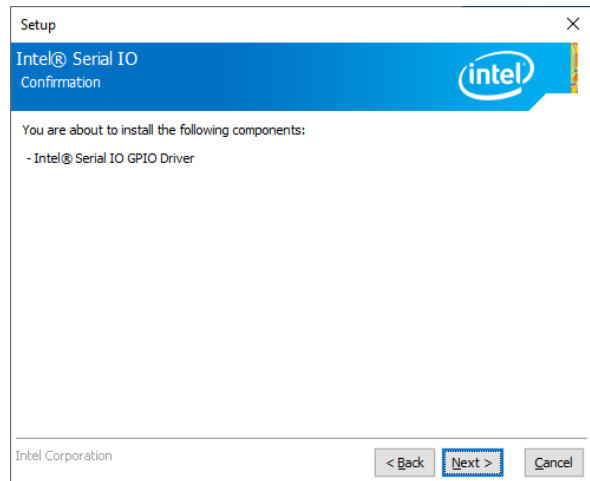 Setup
Intel® Serial IO
Confirmation
intel
You are about to install the following components:
- Intel® Serial IO GPIO Driver
Intel Corporation
< Back
Next >
Cancel